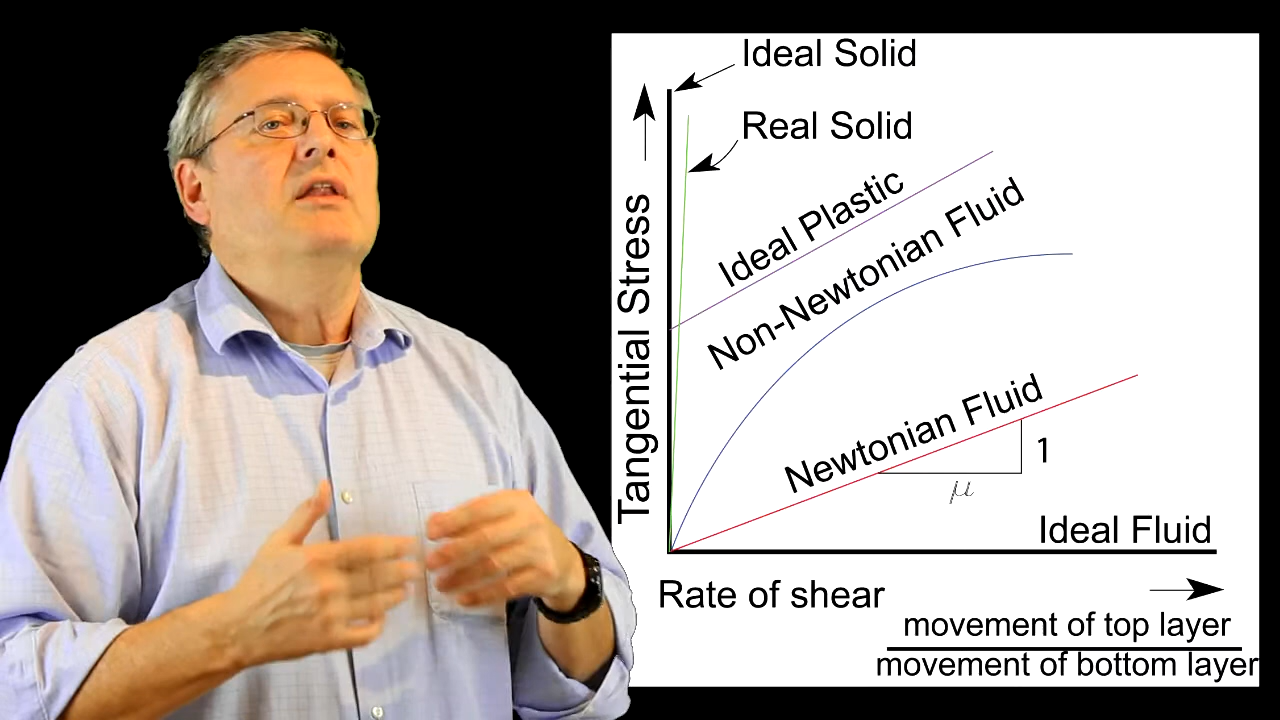 Ideal Solid
Real Solid
Tangential Stress
Ideal Plastic
Non-Newtonian Fluid
Newtonian Fluid
1
μ
Ideal Fluid
Rate of shear
movement of top layer
movement of bottom layer